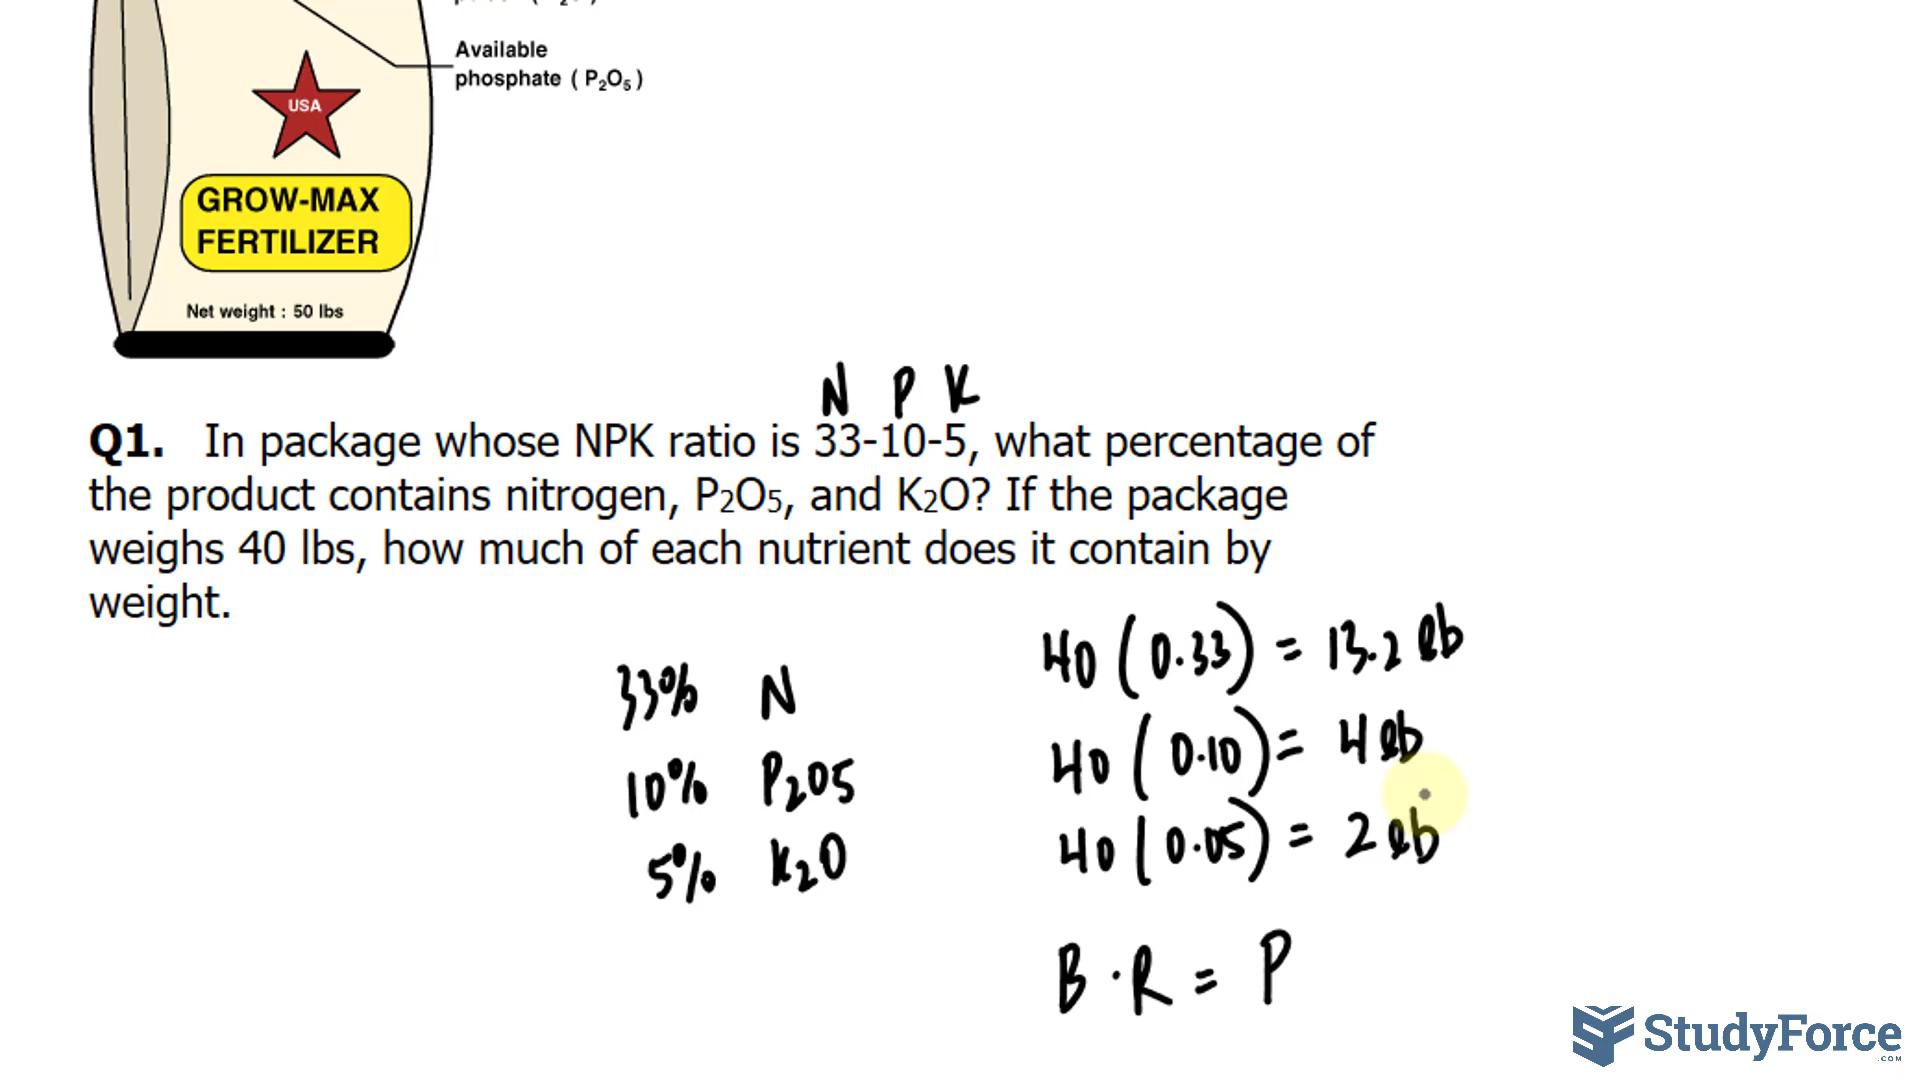 Available
phosphate ( P₂O₅ )
USA
GROW-MAX
FERTILIZER
Net weight : 50 lbs
N P K
Q1. In package whose NPK ratio is 33-10-5, what percentage of
the product contains nitrogen, P₂O₅, and K₂O? If the package
weighs 40 lbs, how much of each nutrient does it contain by
weight.
33% N
10% P₂O5
5% K₂O
40 (0.33) = 13.2 lb
40 (0.10) = 4 lb
40 (0.05) = 2 lb
B · R = P
StudyForce
.COM